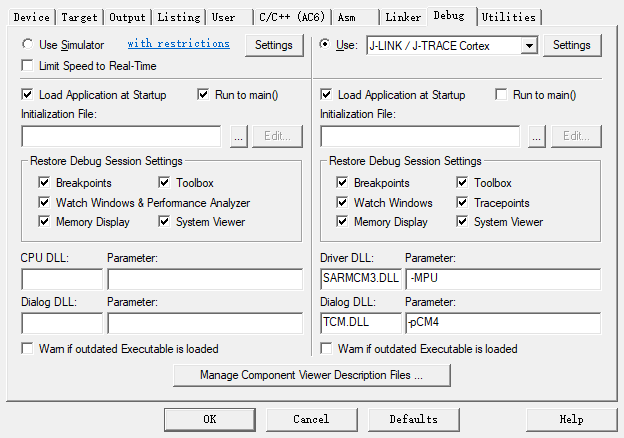 Device Target Output Listing User C/C++ (AC6) Asm Linker Debug Utilities
Use Simulator with restrictions Settings
Limit Speed to Real-Time
Use: J-LINK / J-TRACE Cortex Settings
Load Application at Startup Run to main()
Initialization File:
... Edit...
Restore Debug Session Settings
Breakpoints Toolbox
Watch Windows & Performance Analyzer
Memory Display System Viewer
CPU DLL: Parameter:
Dialog DLL: Parameter:
Warn if outdated Executable is loaded
Load Application at Startup Run to main()
Initialization File:
... Edit...
Restore Debug Session Settings
Breakpoints Toolbox
Watch Windows Tracepoints
Memory Display System Viewer
Driver DLL: Parameter:
SARMCM3.DLL -MPU
Dialog DLL: Parameter:
TCM.DLL -pCM4
Warn if outdated Executable is loaded
Manage Component Viewer Description Files ...
OK Cancel Defaults Help